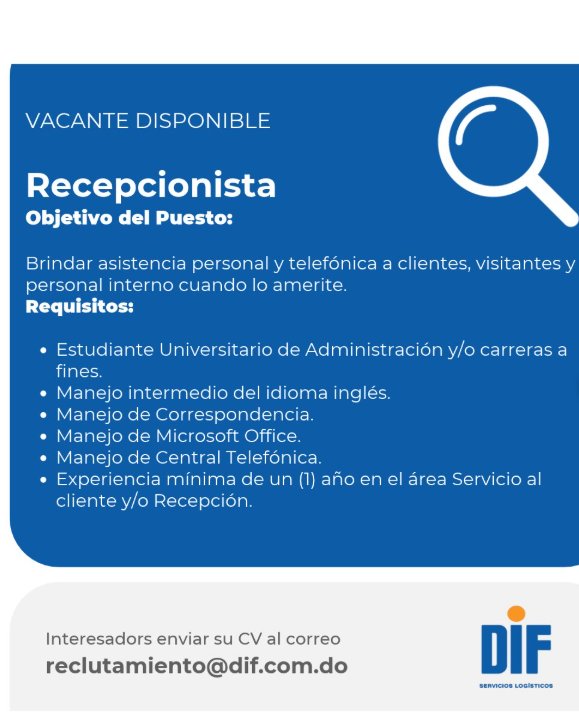 VACANTE DISPONIBLE
Recepcionista
Objetivo del Puesto:
Brindar asistencia personal y telefónica a clientes, visitantes y
personal interno cuando lo amerite.
Requisitos:
• Estudiante Universitario de Administración y/o carreras a
fines.
• Manejo intermedio del idioma inglés.
• Manejo de Correspondencia.
• Manejo de Microsoft Office.
• Manejo de Central Telefónica.
• Experiencia mínima de un (1) año en el área Servicio al
cliente y/o Recepción.
Interesadors enviar su CV al correo
reclutamiento@dif.com.do
DIF
SERVICIOS LOGÍSTICOS